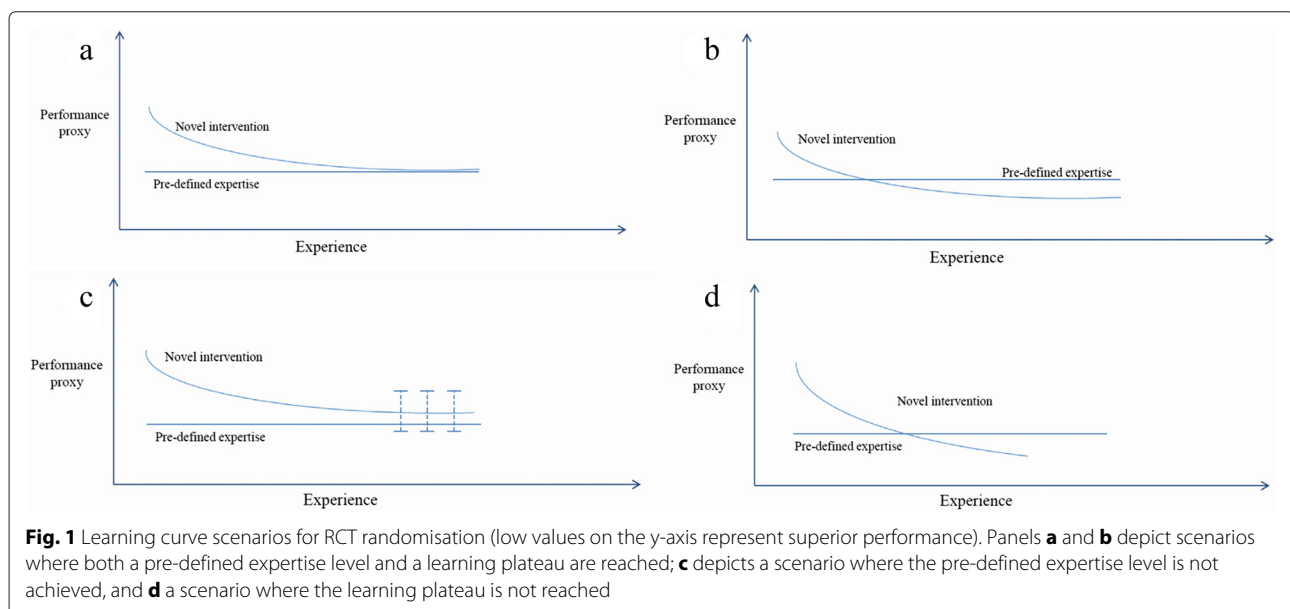 a
Performance
proxy
Novel intervention
Pre-defined expertise
Experience
b
Performance
proxy
Novel intervention
Pre-defined expertise
Experience
c
Performance
proxy
Novel intervention
Pre-defined expertise
Experience
d
Performance
proxy
Novel intervention
Pre-defined expertise
Experience
Fig. 1 Learning curve scenarios for RCT randomisation (low values on the y-axis represent superior performance). Panels a and b depict scenarios
where both a pre-defined expertise level and a learning plateau are reached; c depicts a scenario where the pre-defined expertise level is not
achieved, and d a scenario where the learning plateau is not reached